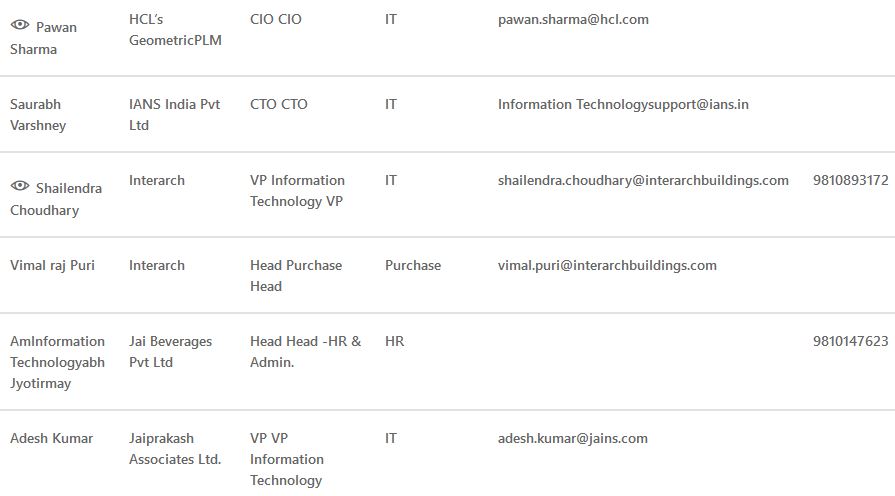 Pawan Sharma HCL's GeometricPLM CIO CIO IT pawan.sharma@hcl.com
Saurabh Varshney IANS India Pvt Ltd CTO CTO IT Information Technologysupport@ians.in
Shailendra Choudhary Interarch VP Information Technology VP IT shailendra.choudhary@interarchbuildings.com 9810893172
Vimal raj Puri Interarch Head Purchase Head Purchase vimal.puri@interarchbuildings.com
AmInformation Technologyabh Jyotirmay Jai Beverages Pvt Ltd Head Head -HR & Admin. HR 9810147623
Adesh Kumar Jaiprakash Associates Ltd. VP VP Information Technology IT adesh.kumar@jains.com